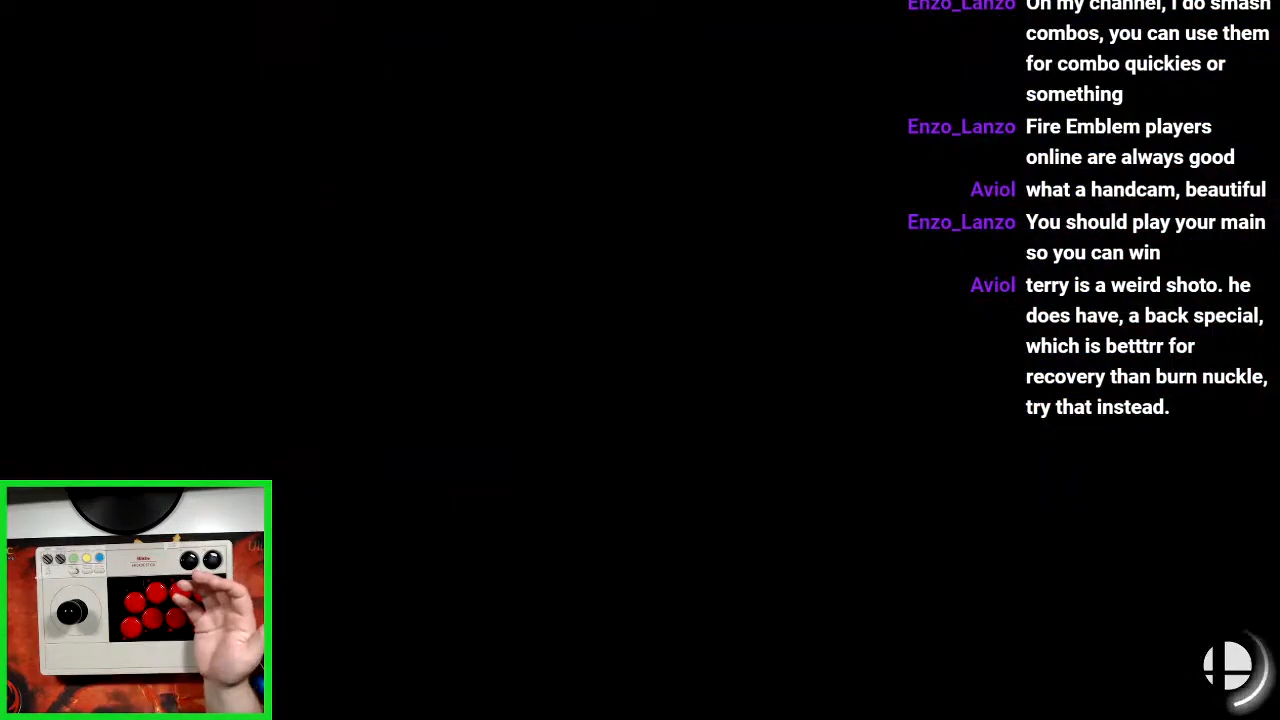 Enzo_Lanzo On my channel, I do smash
combos, you can use them
for combo quickies or
something
Enzo_Lanzo Fire Emblem players
online are always good
Aviol what a handcam, beautiful
Enzo_Lanzo You should play your main
so you can win
Aviol terry is a weird shoto. he
does have, a back special,
which is betttrr for
recovery than burn nuckle,
try that instead.